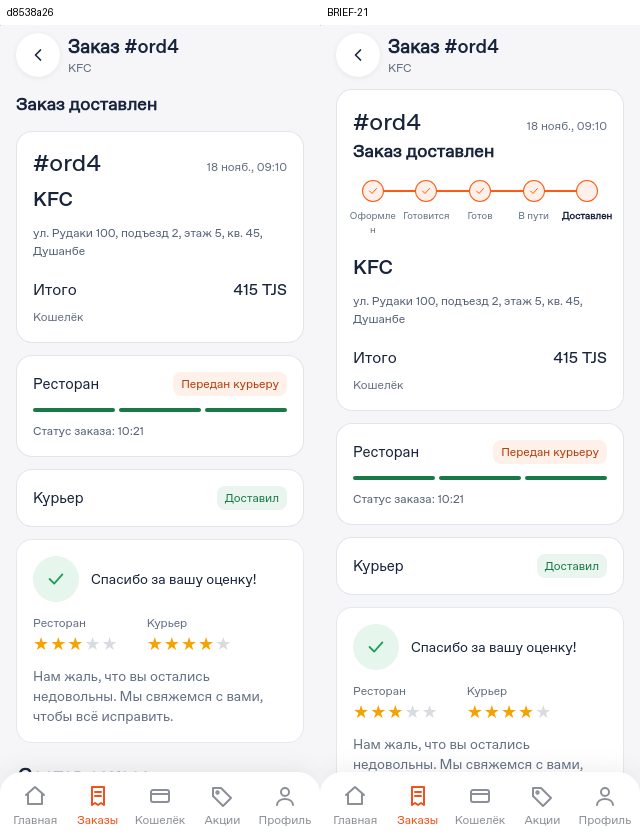 d8538a26
Заказ #ord4
KFC
Заказ доставлен
#ord4
18 нояб., 09:10
KFC
ул. Рудаки 100, подъезд 2, этаж 5, кв. 45,
Душанбе
Итого
415 TJS
Кошелёк
Ресторан
Передан курьеру
Статус заказа: 10:21
Курьер
Доставил
Спасибо за вашу оценку!
Ресторан
Курьер
Нам жаль, что вы остались
недовольны. Мы свяжемся с вами,
чтобы всё исправить.
Главная
Заказы
Кошелёк
Акции
Профиль
BRIEF-21
Заказ #ord4
KFC
#ord4
18 нояб., 09:10
Заказ доставлен
Оформле
н
Готовится
Готов
В пути
Доставлен
KFC
ул. Рудаки 100, подъезд 2, этаж 5, кв. 45,
Душанбе
Итого
415 TJS
Кошелёк
Ресторан
Передан курьеру
Статус заказа: 10:21
Курьер
Доставил
Спасибо за вашу оценку!
Ресторан
Курьер
Нам жаль, что вы остались
недовольны. Мы свяжемся с вами,
Главная
Заказы
Кошелёк
Акции
Профиль